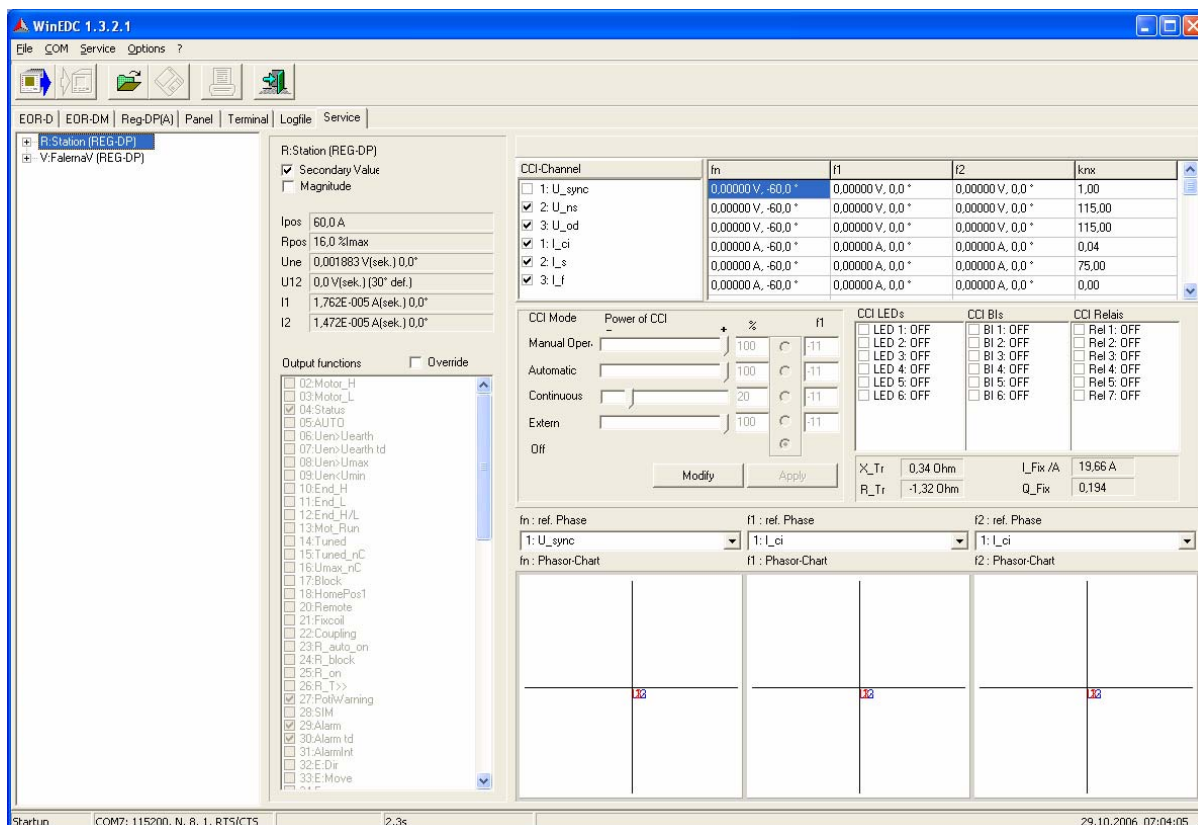 WinEDC 1.3.2.1
File COM Service Options ?
EOR-D EOR-DM Reg-DP(A) Panel Terminal Logfile Service
R:Station (REG-DP)
V:FalernaV (REG-DP)
R:Station (REG-DP)
Secondary Value
Magnitude
Ipos 60,0 A
Rpos 16,0 %Imax
Une 0,001883 V(sek.) 0,0°
U12 0,0 V(sek.) (30° def.)
I1 1,762E-005 A(sek.) 0,0°
I2 1,472E-005 A(sek.) 0,0°
Output functions Override
02:Motor_H
03:Motor_L
04:Status
05:AUTO
06:Uen>Uearth
07:Uen>Uearth td
08:Uen>Umax
09:Uen<Umin
10:End_H
11:End_L
12:End_H/L
13:Mot_Run
14:Tuned
15:Tuned_nC
16:Umax_nC
17:Block
18:HomePos1
20:Remote
21:Fixcoil
22:Coupling
23:R_auto_on
24:R_block
25:R_on
26:R_T>>
27:PotiWarning
28:SIM
29:Alarm
30:Alarm td
31:AlarmInt
32:E:Dir
33:E:Move
CCI-Channel fn f1 f2 knx
1: U_sync 0,00000 V, -60,0 ° 0,00000 V, 0,0 ° 0,00000 V, 0,0 ° 1,00
2: U_ns 0,00000 V, -60,0 ° 0,00000 V, 0,0 ° 0,00000 V, 0,0 ° 115,00
3: U_od 0,00000 V, -60,0 ° 0,00000 V, 0,0 ° 0,00000 V, 0,0 ° 115,00
1: I_ci 0,00000 A, -60,0 ° 0,00000 A, 0,0 ° 0,00000 A, 0,0 ° 0,04
2: I_s 0,00000 A, -60,0 ° 0,00000 A, 0,0 ° 0,00000 A, 0,0 ° 75,00
3: I_f 0,00000 A, -60,0 ° 0,00000 A, 0,0 ° 0,00000 A, 0,0 ° 0,00
CCI Mode Power of CCI % f1
- +
Manual Oper. 100 -11
Automatic 100 -11
Continuous 20 -11
Extern 100 -11
Off
Modify Apply
CCI LEDs CCI BIs CCI Relais
LED 1: OFF BI 1: OFF Rel 1: OFF
LED 2: OFF BI 2: OFF Rel 2: OFF
LED 3: OFF BI 3: OFF Rel 3: OFF
LED 4: OFF BI 4: OFF Rel 4: OFF
LED 5: OFF BI 5: OFF Rel 5: OFF
LED 6: OFF BI 6: OFF Rel 7: OFF
X_Tr 0,34 Ohm I_Fix /A 19,66 A
R_Tr -1,32 Ohm Q_Fix 0,194
fn : ref. Phase f1 : ref. Phase f2 : ref. Phase
1: U_sync 1: I_ci 1: I_ci
fn : Phasor-Chart f1 : Phasor-Chart f2 : Phasor-Chart
Startup COM7: 115200, N, 8, 1, RTS/CTS 2.3s 29.10.2006 07:04:05